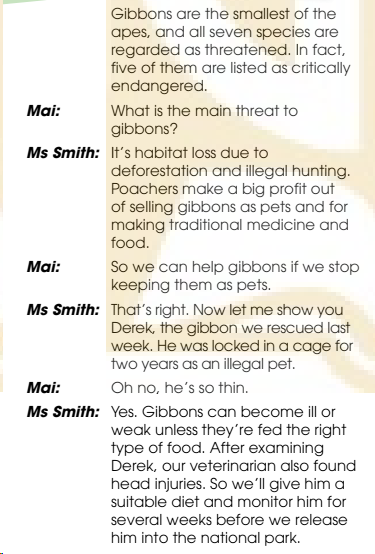 Gibbons are the smallest of the
apes, and all seven species are
regarded as threatened. In fact,
five of them are listed as critically
endangered.
Mai: What is the main threat to
gibbons?
Ms Smith: It's habitat loss due to
deforestation and illegal hunting.
Poachers make a big profit out
of selling gibbons as pets and for
making traditional medicine and
food.
Mai: So we can help gibbons if we stop
keeping them as pets.
Ms Smith: That's right. Now let me show you
Derek, the gibbon we rescued last
week. He was locked in a cage for
two years as an illegal pet.
Mai: Oh no, he's so thin.
Ms Smith: Yes. Gibbons can become ill or
weak unless they're fed the right
type of food. After examining
Derek, our veterinarian also found
head injuries. So we'll give him a
suitable diet and monitor him for
several weeks before we release
him into the national park.